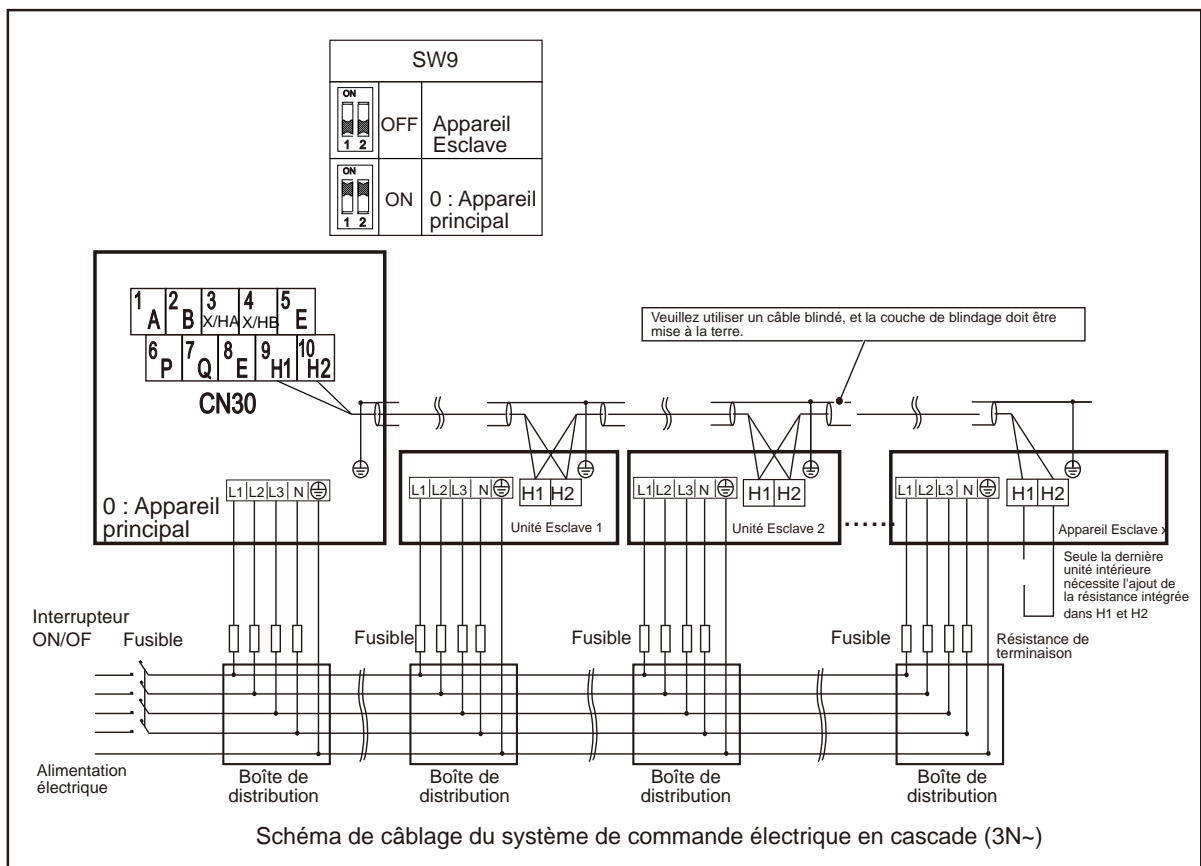 SW9
ON
1 2
OFF
Appareil
Esclave
ON
1 2
ON
0 : Appareil
principal
1 A
2 B
3 X/HA
4 X/HB
5 E
6 P
7 Q
8 E
9 H1
10 H2
CN30
Veuillez utiliser un câble blindé, et la couche de blindage doit être
mise à la terre.
L1 L2 L3 N
0 : Appareil
principal
L1 L2 L3 N
H1 H2
Unité Esclave 1
L1 L2 L3 N
H1 H2
Unité Esclave 2
L1 L2 L3 N
H1 H2
Appareil Esclave x
Seule la dernière
unité intérieure
nécessite l'ajout de
la résistance intégrée
dans H1 et H2
Interrupteur
ON/OF
Fusible
Fusible
Fusible
Fusible
Résistance de
terminaison
Alimentation
électrique
Boîte de
distribution
Boîte de
distribution
Boîte de
distribution
Boîte de
distribution
Schéma de câblage du système de commande électrique en cascade (3N~)